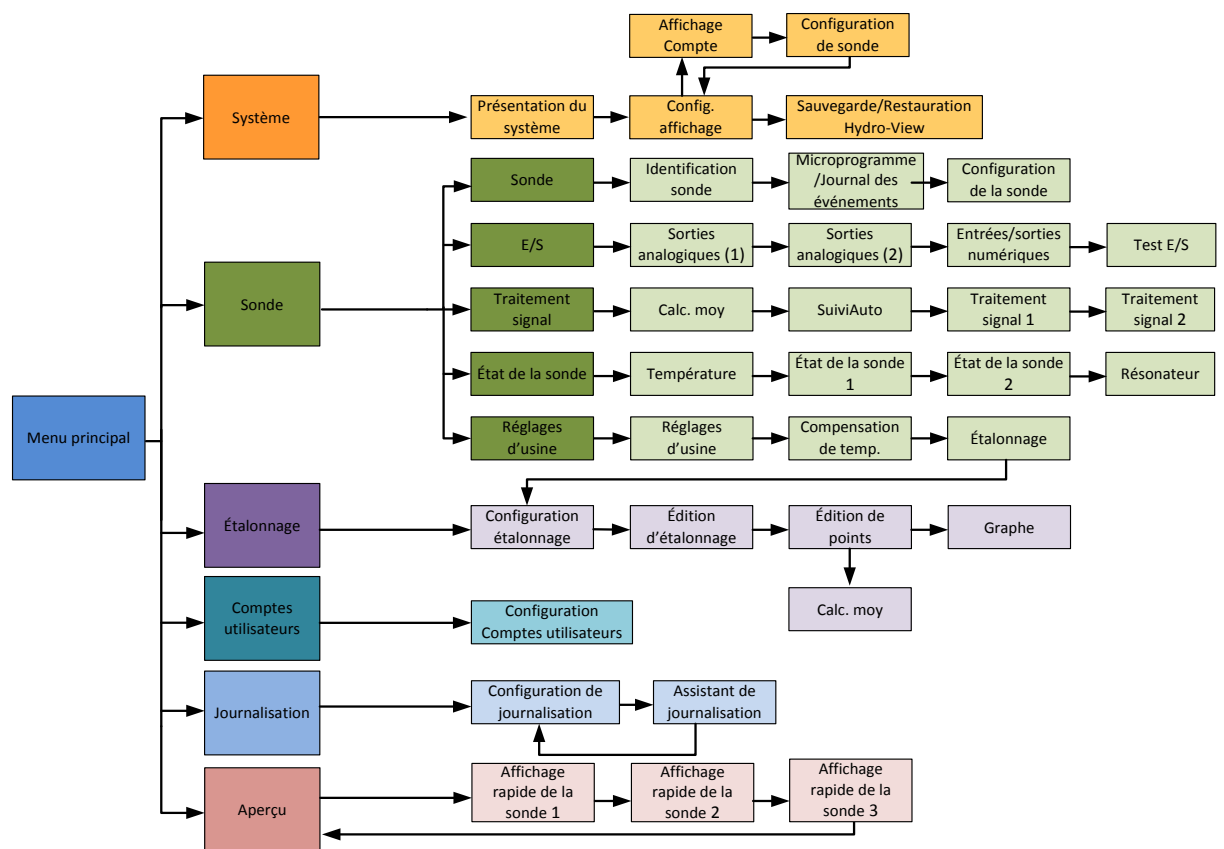 Affichage
Compte
Configuration
de sonde
Système
Présentation du
système
Config.
affichage
Sauvegarde/Restauration
Hydro-View
Sonde
Identification
sonde
Microprogramme
/Journal des
événements
Configuration
de la sonde
E/S
Sorties
analogiques (1)
Sorties
analogiques (2)
Entrées/sorties
numériques
Test E/S
Sonde
Traitement
signal
Calc. moy
SuiviAuto
Traitement
signal 1
Traitement
signal 2
État de la sonde
Température
État de la sonde
1
État de la sonde
2
Résonateur
Menu principal
Réglages
d’usine
Réglages
d’usine
Compensation
de temp.
Étalonnage
Étalonnage
Configuration
étalonnage
Édition
d’étalonnage
Édition de
points
Graphe
Calc. moy
Comptes
utilisateurs
Configuration
Comptes utilisateurs
Journalisation
Configuration de
journalisation
Assistant de
journalisation
Aperçu
Affichage
rapide de la
sonde 1
Affichage
rapide de la
sonde 2
Affichage
rapide de la
sonde 3